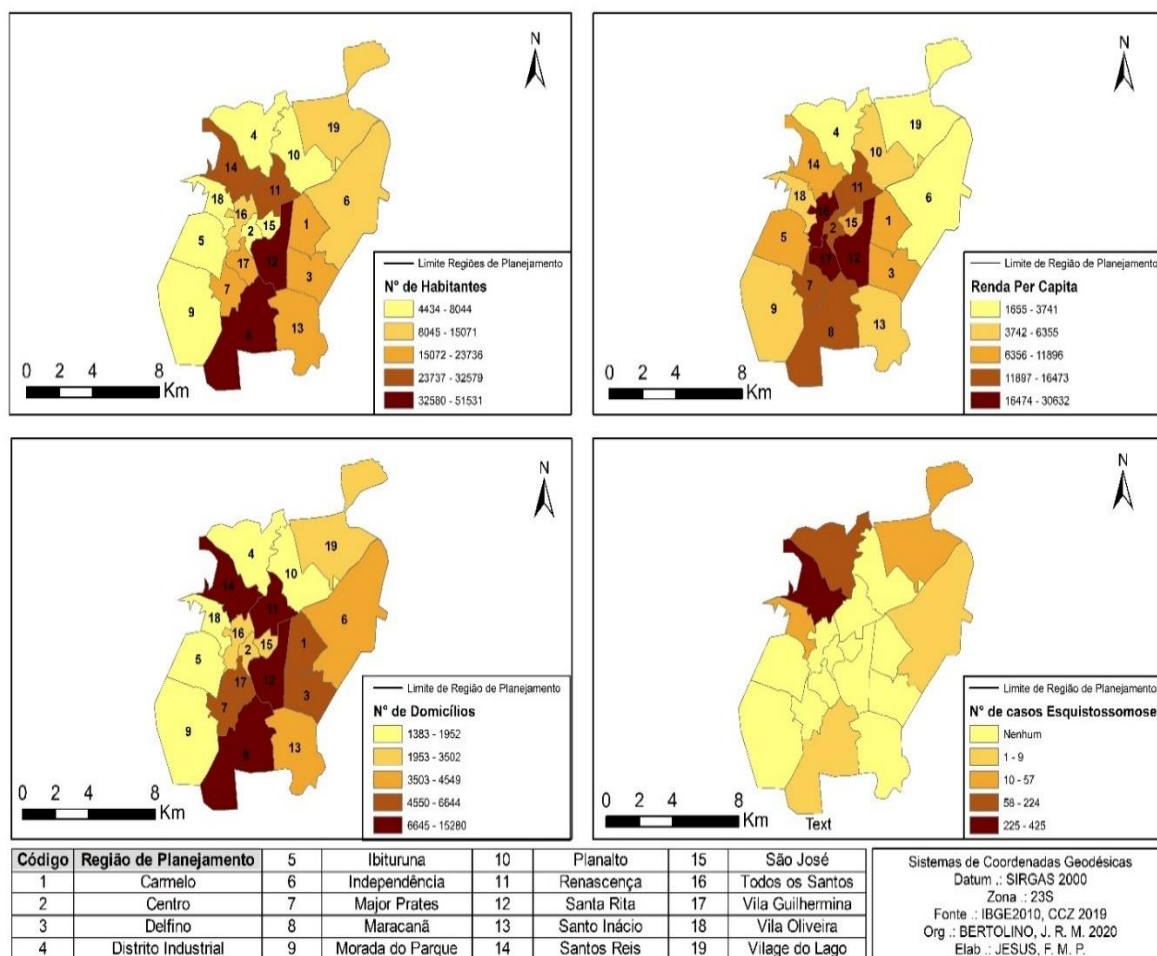 N
4
19
10
14
11
6
18
16
15
1
2
5
12
17
3
7
9
13
8
0 2 4 8
Km
Limite Regiões de Planejamento
N° de Habitantes
4434 - 8044
8045 - 15071
15072 - 23736
23737 - 32579
32580 - 51531
N
4
19
10
14
11
6
18
16
15
1
2
5
12
17
3
7
9
13
8
0 2 4 8
Km
Limite de Região de Planejamento
Renda Per Capita
1655 - 3741
3742 - 6355
6356 - 11896
11897 - 16473
16474 - 30632
N
4
19
10
14
11
6
18
16
15
1
2
5
12
17
3
7
9
13
8
0 2 4 8
Km
Limite de Região de Planejamento
N° de Domicílios
1383 - 1952
1953 - 3502
3503 - 4549
4550 - 6644
6645 - 15280
N
0 2 4 8
Km
Text
Limite de Região de Planejamento
N° de casos Esquistossomose
Nenhum
1 - 9
10 - 57
58 - 224
225 - 425
Código Região de Planejamento 5 Ibituruna 10 Planalto 15 São José
1 Carmelo 6 Independência 11 Renascença 16 Todos os Santos
2 Centro 7 Major Prates 12 Santa Rita 17 Vila Guilhermina
3 Delfino 8 Maracanã 13 Santo Inácio 18 Vila Oliveira
4 Distrito Industrial 9 Morada do Parque 14 Santos Reis 19 Vilage do Lago
Sistemas de Coordenadas Geodésicas
Datum .: SIRGAS 2000
Zona .: 23S
Fonte .: IBGE2010, CCZ 2019
Org .: BERTOLINO, J. R. M. 2020
Elab .: JESUS, F. M. P.